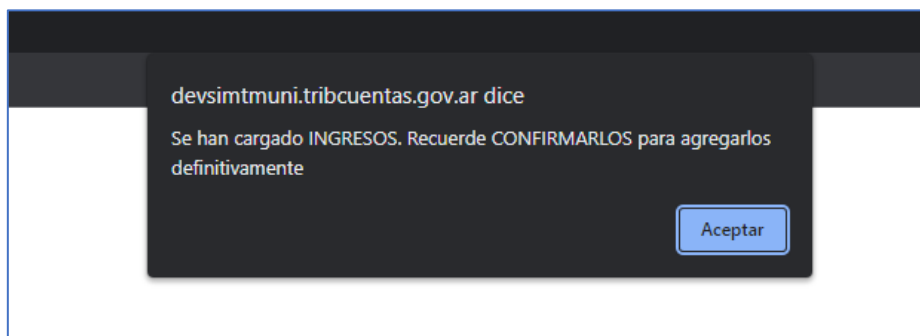 devsimtmuni.tribcuentas.gov.ar dice
Se han cargado INGRESOS. Recuerde CONFIRMARLOS para agregarlos
definitivamente
Aceptar